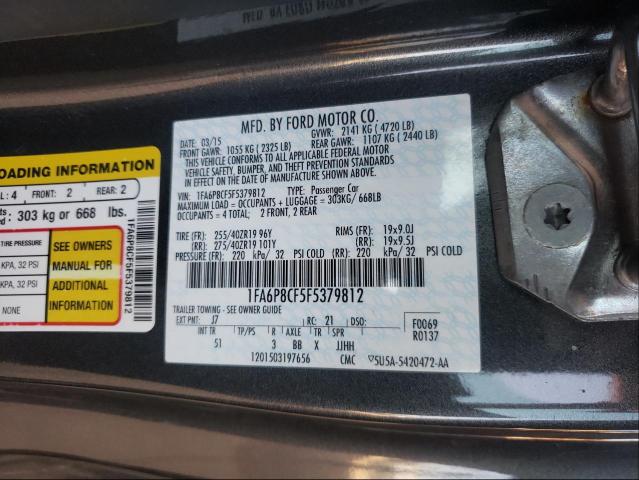 LOADING INFORMATION
4 FRONT: 2 REAR: 2
303 kg or 668 lbs.
TIRE PRESSURE
KPA, 32 PSI
KPA, 32 PSI
NONE
SEE OWNERS
MANUAL FOR
ADDITIONAL
INFORMATION
1FA6P8CF5F5379812
MFD. BY FORD MOTOR CO.
DATE: 03/15 GVWR: 2141 KG ( 4720 LB)
FRONT GAWR: 1055 KG ( 2325 LB) REAR GAWR: 1107 KG ( 2440 LB)
THIS VEHICLE CONFORMS TO ALL APPLICABLE FEDERAL MOTOR
VEHICLE SAFETY, BUMPER, AND THEFT PREVENTION STANDARDS
IN EFFECT ON THE DATE OF MANUFACTURE SHOWN ABOVE.
VIN: 1FA6P8CF5F5379812 TYPE: Passenger Car
MAXIMUM LOAD = OCCUPANTS + LUGGAGE = 303KG/ 668LB
OCCUPANTS = 4 TOTAL: 2 FRONT, 2 REAR
TIRE (FR): 255/40ZR19 96Y RIMS (FR): 19x9.0J
(RR): 275/40ZR19 101Y (RR): 19x9.5J
PRESSURE: (FR) 220 kPa/ 32 PSI COLD (RR) 220 kPa/ 32 PSI COLD
1FA6P8CF5F5379812
TRAILER TOWING - SEE OWNER GUIDE
EXT PNT: J7 RC: 21 DSO: F0069
INT TR TP/PS R AXLE TR SPR R0137
51 3 BB X JJHH
1201503197656 CMC SU5A-5420472-AA